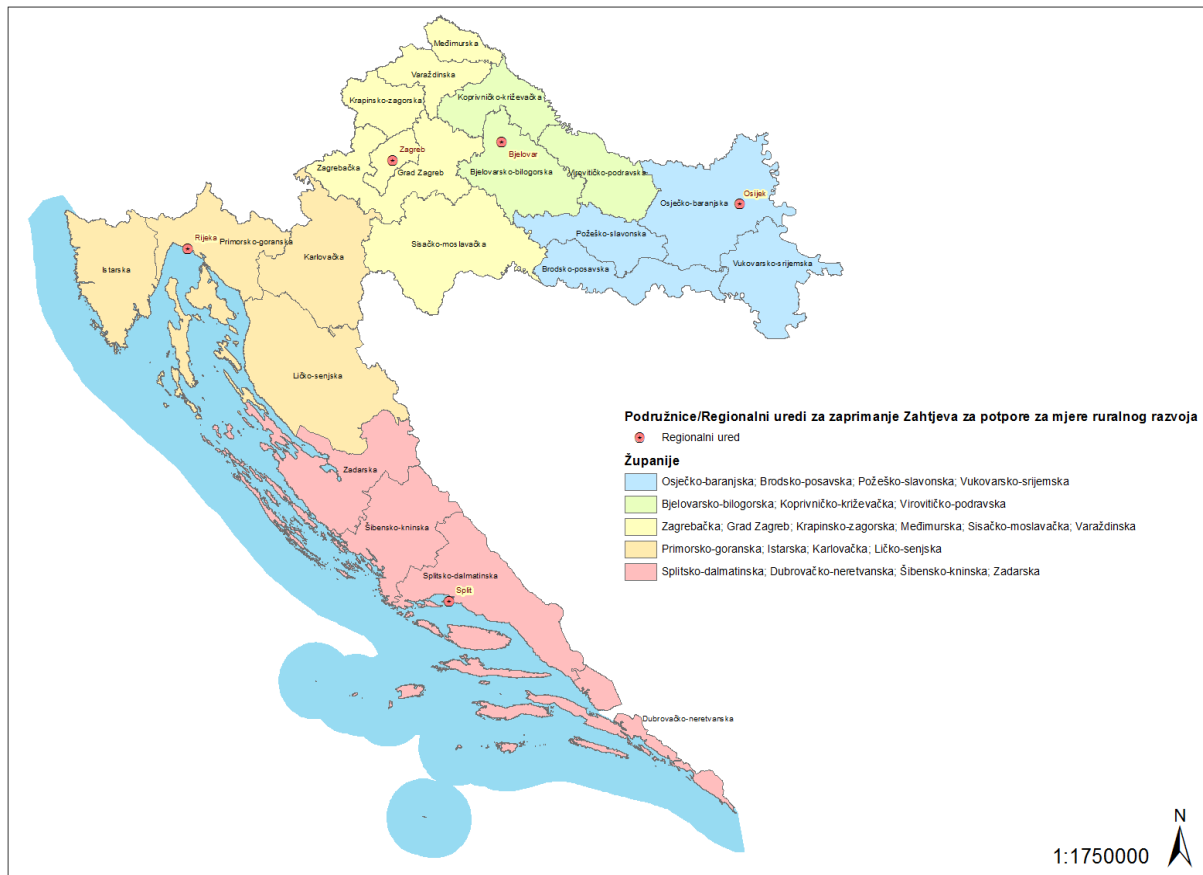 Međimurska
Varaždinska
Koprivničko-križevačka
Krapinsko-zagorska
Zagreb
Bjelovar
Zagrebačka
Grad Zagreb
Bjelovarsko-bilogorska
Virovitičko-podravska
Osijek
Osječko-baranjska
Rijeka
Primorsko-goranska
Požeško-slavonska
Sisačko-moslavačka
Karlovačka
Istarska
Brodsko-posavska
Vukovarsko-srijemska
Ličko-senjska
Zadarska
Šibensko-kninska
Splitsko-dalmatinska
Split
Dubrovačko-neretvanska
Podružnice/Regionalni uredi za zaprimanje Zahtjeva za potpore za mjere ruralnog razvoja
Regionalni ured
Županije
Osječko-baranjska; Brodsko-posavska; Požeško-slavonska; Vukovarsko-srijemska
Bjelovarsko-bilogorska; Koprivničko-križevačka; Virovitičko-podravska
Zagrebačka; Grad Zagreb; Krapinsko-zagorska; Međimurska; Sisačko-moslavačka; Varaždinska
Primorsko-goranska; Istarska; Karlovačka; Ličko-senjska
Splitsko-dalmatinska; Dubrovačko-neretvanska; Šibensko-kninska; Zadarska
N
1:1750000